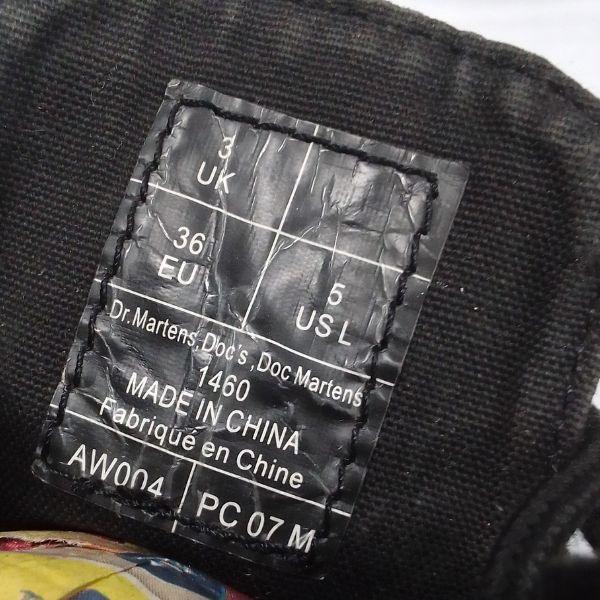 3
UK
36
EU
5
US L
Dr.Martens,Doc's,Doc Martens
1460
MADE IN CHINA
Fabriqué en Chine
AW004
PC 07 M